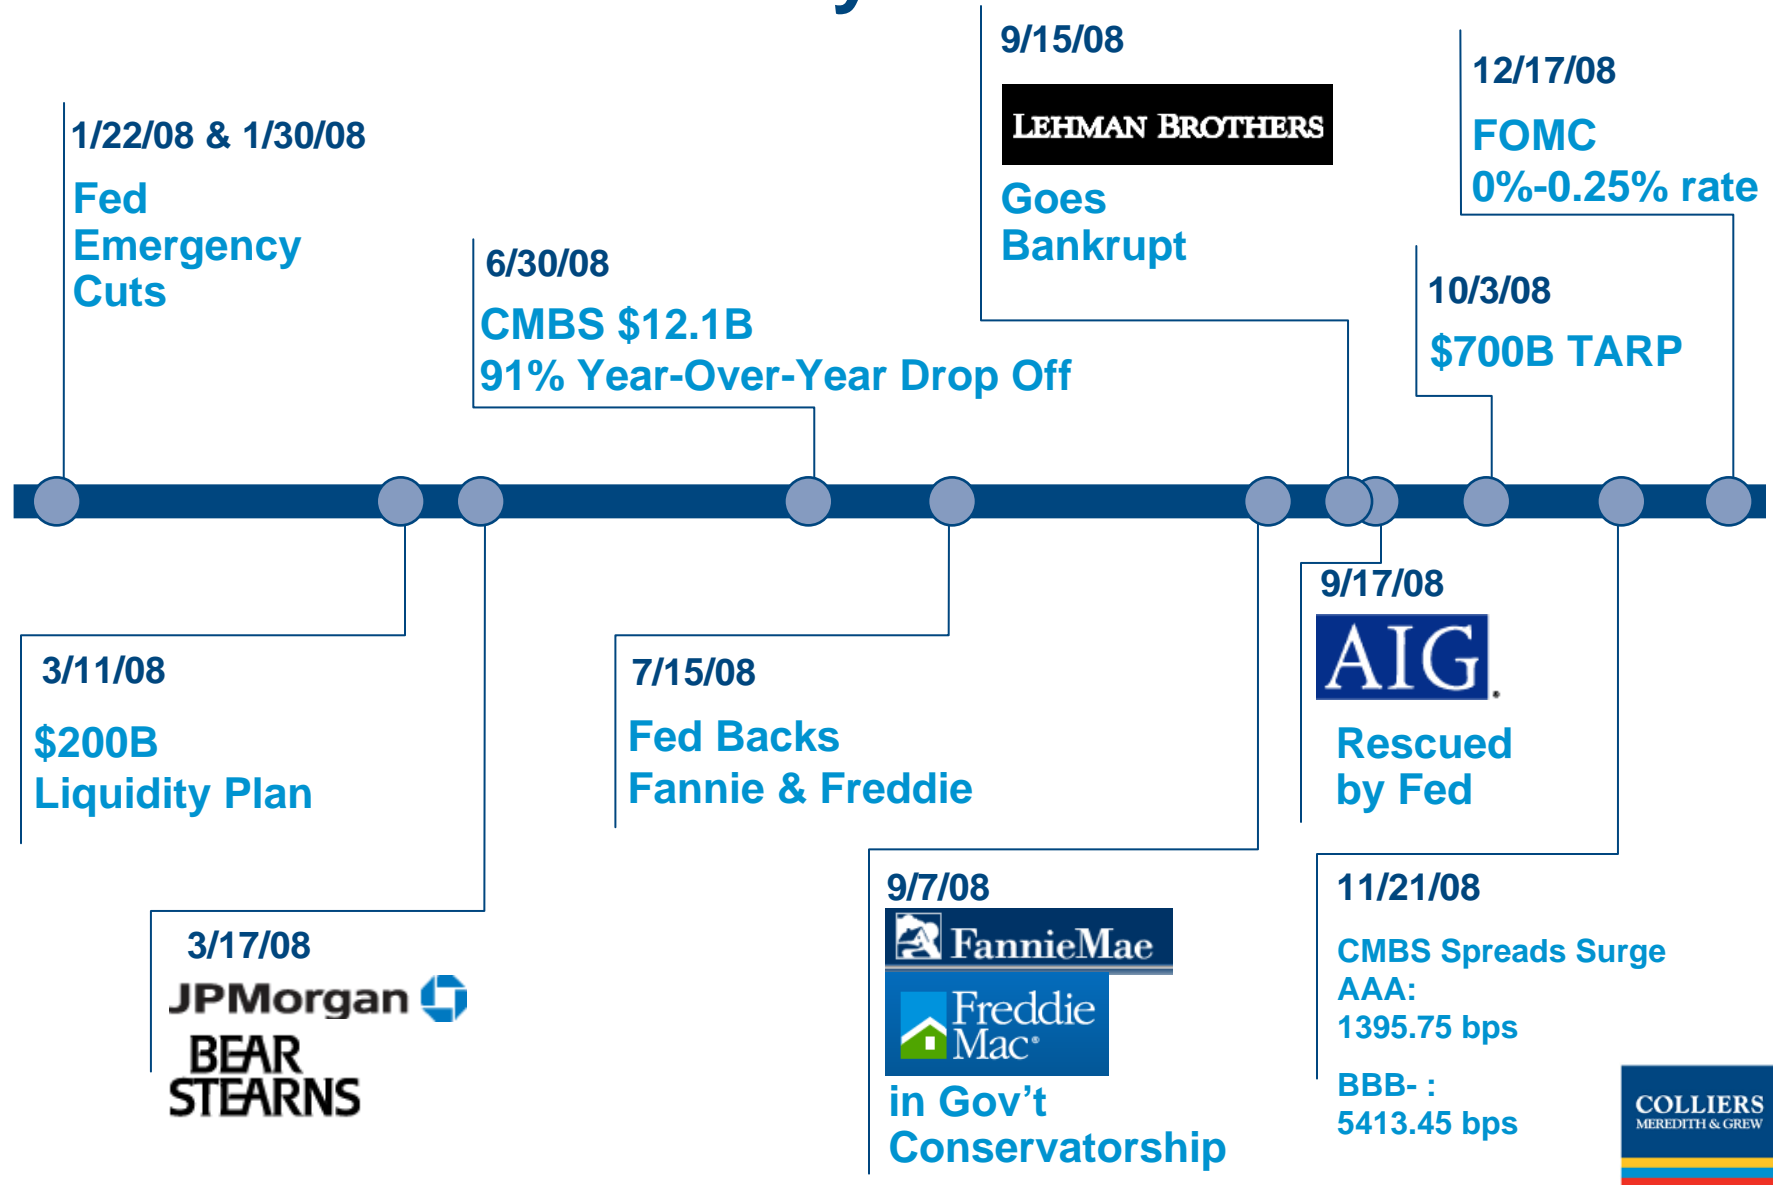 1/22/08 & 1/30/08
Fed
Emergency
Cuts
3/11/08
$200B
Liquidity Plan
3/17/08
JPMorgan
BEAR
STEARNS
6/30/08
CMBS $12.1B
91% Year-Over-Year Drop Off
7/15/08
Fed Backs
Fannie & Freddie
9/7/08
FannieMae
Freddie
Mac®
in Gov't
Conservatorship
9/15/08
LEHMAN BROTHERS
Goes
Bankrupt
9/17/08
AIG®
Rescued
by Fed
10/3/08
$700B TARP
11/21/08
CMBS Spreads Surge
AAA:
1395.75 bps
BBB- :
5413.45 bps
12/17/08
FOMC
0%-0.25% rate
COLLIERS
MEREDITH & GREW